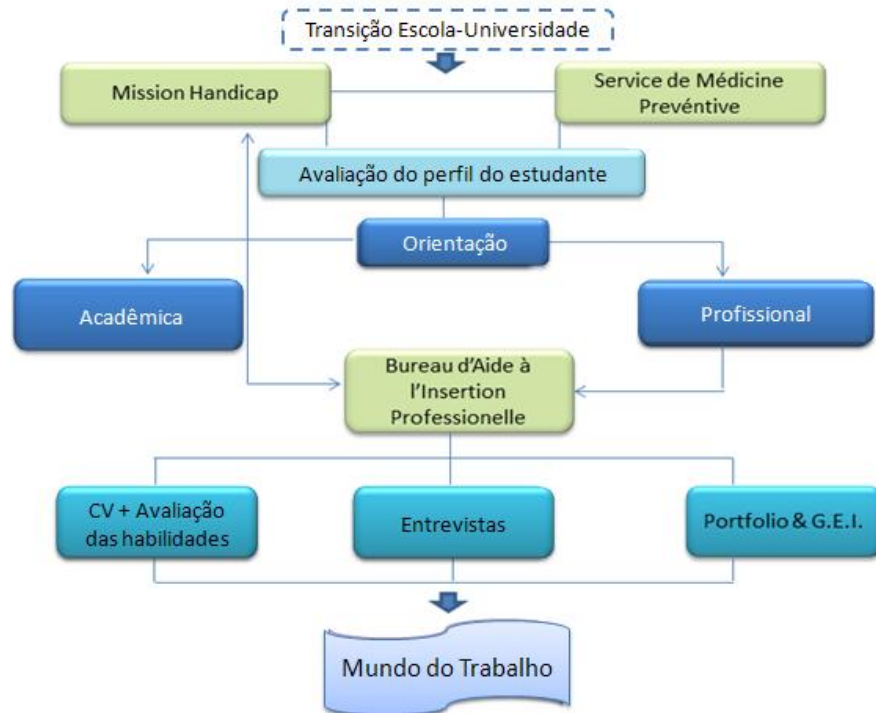 Transição Escola-Universidade
Mission Handicap
Service de Médicine
Prevéntive
Avaliação do perfil do estudante
Orientação
Acadêmica
Profissional
Bureau d'Aide à
l'Insertion
Professionelle
CV + Avaliação
das habilidades
Entrevistas
Portfolio & G.E.I.
Mundo do Trabalho